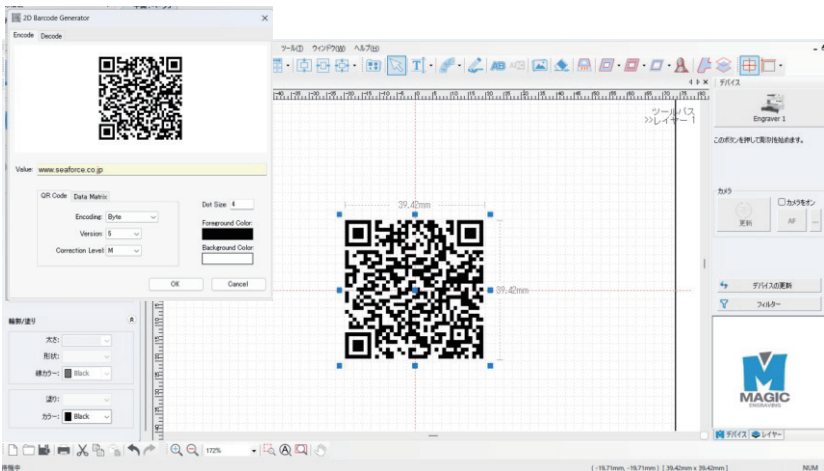 2D Barcode Generator
Encode Decode
Value: www.seaforce.co.jp
QR Code Data Matrix
Encoding: Byte
Version 5
Correction Level M
Dot Size 4
Foreground Color:
Background Color
OK Cancel
ツール(T) ウィンドウ(W) ヘルプ(H)
ツールパス
>>レイヤー 1
39.42mm
39.42mm
輪郭/塗り
太さ:
形状:
線カラー: Black
塗り:
カラー: Black
172%
待機中
デバイス
Engraver 1
このボタンを押して彫刻を始めます。
カメラ
カメラをオン
更新 AF ...
デバイスの更新
フィルター
MAGIC
ENGRAVING
デバイス レイヤー
( -19.71mm, -19.71mm ) [ 39.42mm x 39.42mm ] NUM